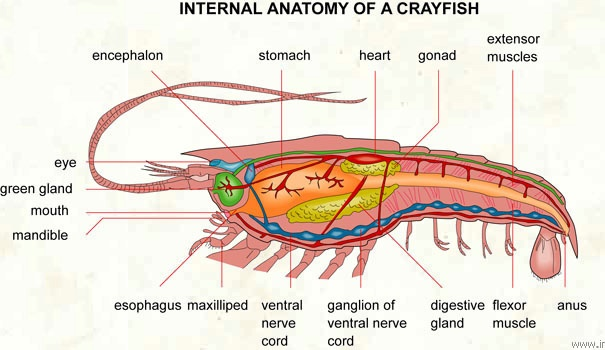 INTERNAL ANATOMY OF A CRAYFISH
extensor
muscles
encephalon
stomach
heart
gonad
eye
green gland
mouth
mandible
esophagus
maxilliped
ventral
nerve
cord
ganglion of
ventral nerve
cord
digestive
gland
flexor
muscle
anus
www.ir